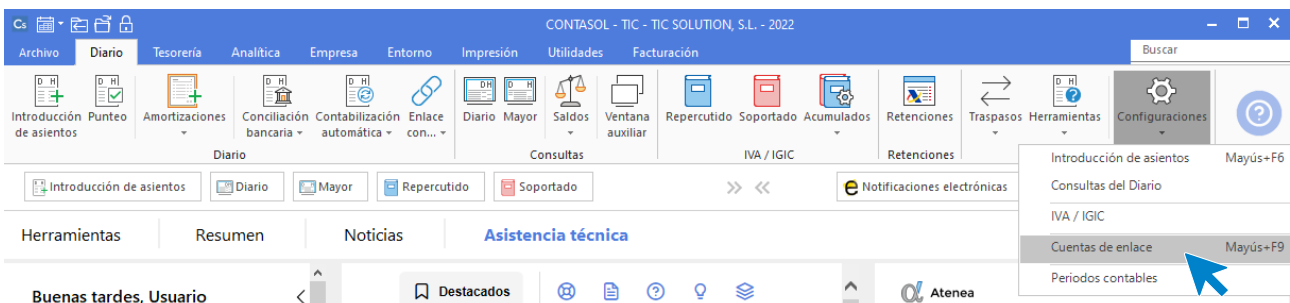 Cs
CONTASOL - TIC - TIC SOLUTION, S.L. - 2022
Archivo Diario Tesorería Analítica Empresa Entorno Impresión Utilidades Facturación Buscar
D H D H D H D H DH D H D H
Introducción Punteo Amortizaciones Conciliación Contabilización Enlace Diario Mayor Saldos Ventana Repercutido Soportado Acumulados Retenciones Traspasos Herramientas Configuraciones
de asientos bancaria automática con... auxiliar
Diario Consultas IVA / IGIC Retenciones
Introducción de asientos Mayús+F6
Introducción de asientos Diario Mayor Repercutido Soportado Notificaciones electrónicas
Consultas del Diario
IVA / IGIC
Herramientas Resumen Noticias Asistencia técnica
Cuentas de enlace Mayús+F9
Periodos contables
Buenas tardes, Usuario Destacados Atenea